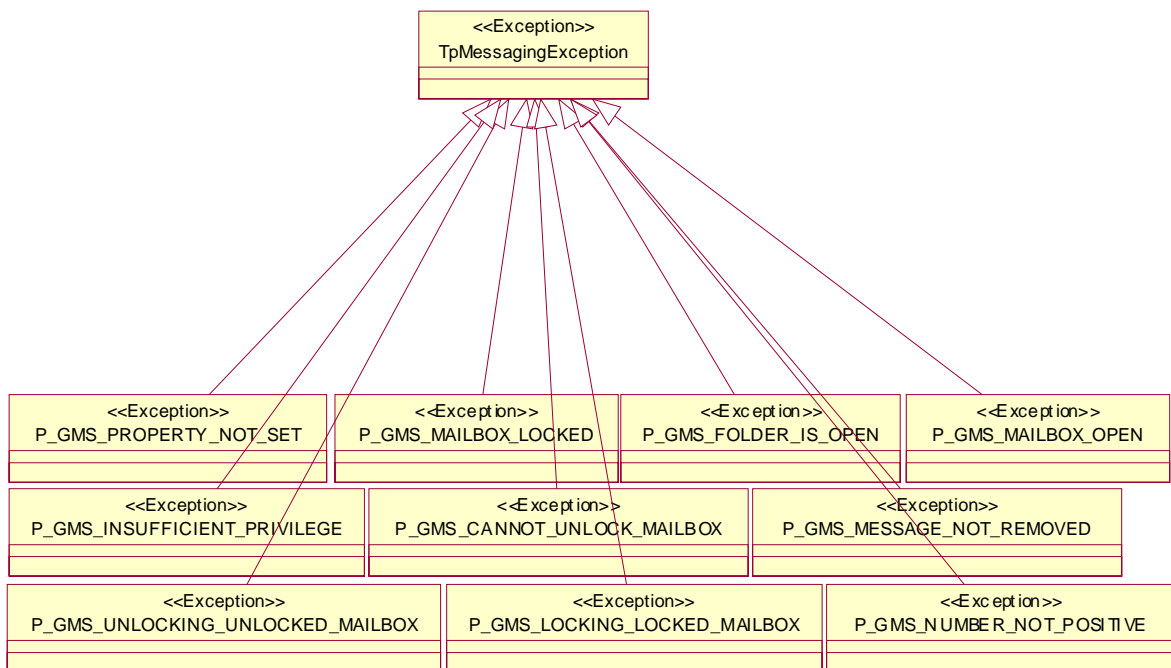 <<Exception>>
TpMessagingException
<<Exception>>
P_GMS_PROPERTY_NOT_SET
<<Exception>>
P_GMS_MAILBOX_LOCKED
<<Exception>>
P_GMS_FOLDER_IS_OPEN
<<Exception>>
P_GMS_MAILBOX_OPEN
<<Exception>>
P_GMS_INSUFFICIENT_PRIVILEGE
<<Exception>>
P_GMS_CANNOT_UNLOCK_MAILBOX
<<Exception>>
P_GMS_MESSAGE_NOT_REMOVED
<<Exception>>
P_GMS_UNLOCKING_UNLOCKED_MAILBOX
<<Exception>>
P_GMS_LOCKING_LOCKED_MAILBOX
<<Exception>>
P_GMS_NUMBER_NOT_POSITIVE